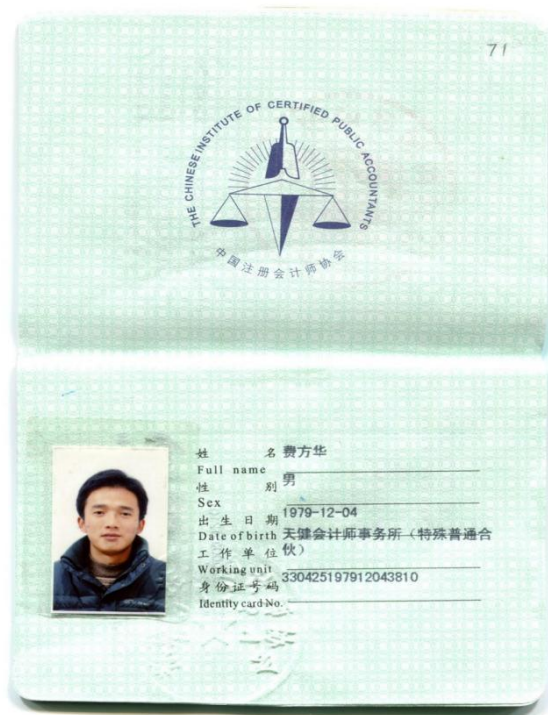 71
THE CHINESE INSTITUTE OF CERTIFIED PUBLIC ACCOUNTANTS
中国注册会计师协会
姓 名 费方华
Full name
性 别 男
Sex
出生日期 1979-12-04
Date of birth
工作单位 天健会计师事务所（特殊普通合
伙）
Working unit
身份证号码 330425197912043810
Identity card No.